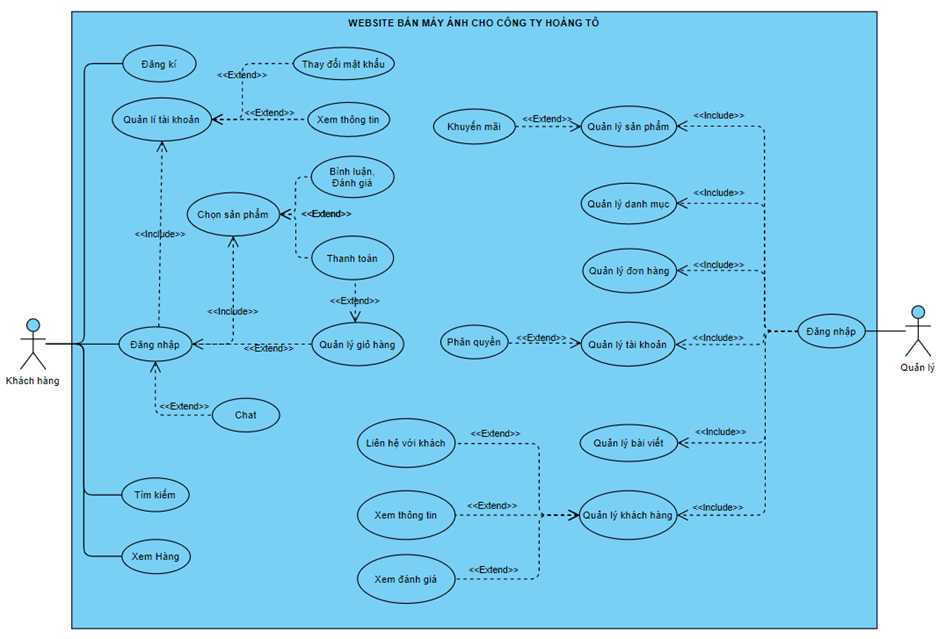 WEBSITE BÁN MÁY ẢNH CHO CÔNG TY HOÀNG TÔ
Đăng kí
<<Extend>>
Thay đổi mật khẩu
Quản lí tài khoản
<<Extend>>
Xem thông tin
Khuyến mãi
<<Extend>>
Quản lý sản phẩm
<<Include>>
Bình luận,
Đánh giá
Chọn sản phẩm
<<Extend>>
Quản lý danh mục
<<Include>>
<<Include>>
Thanh toán
Quản lý đơn hàng
<<Include>>
<<Extend>>
<<Include>>
Khách hàng
Đăng nhập
<<Extend>>
Quản lý giỏ hàng
Phân quyền
<<Extend>>
Quản lý tài khoản
<<Include>>
Đăng nhập
Quản lý
<<Extend>>
Chat
Liên hệ với khách
<<Extend>>
Quản lý bài viết
<<Include>>
Tìm kiếm
Xem thông tin
<<Extend>>
Quản lý khách hàng
<<Include>>
Xem Hàng
Xem đánh giá
<<Extend>>